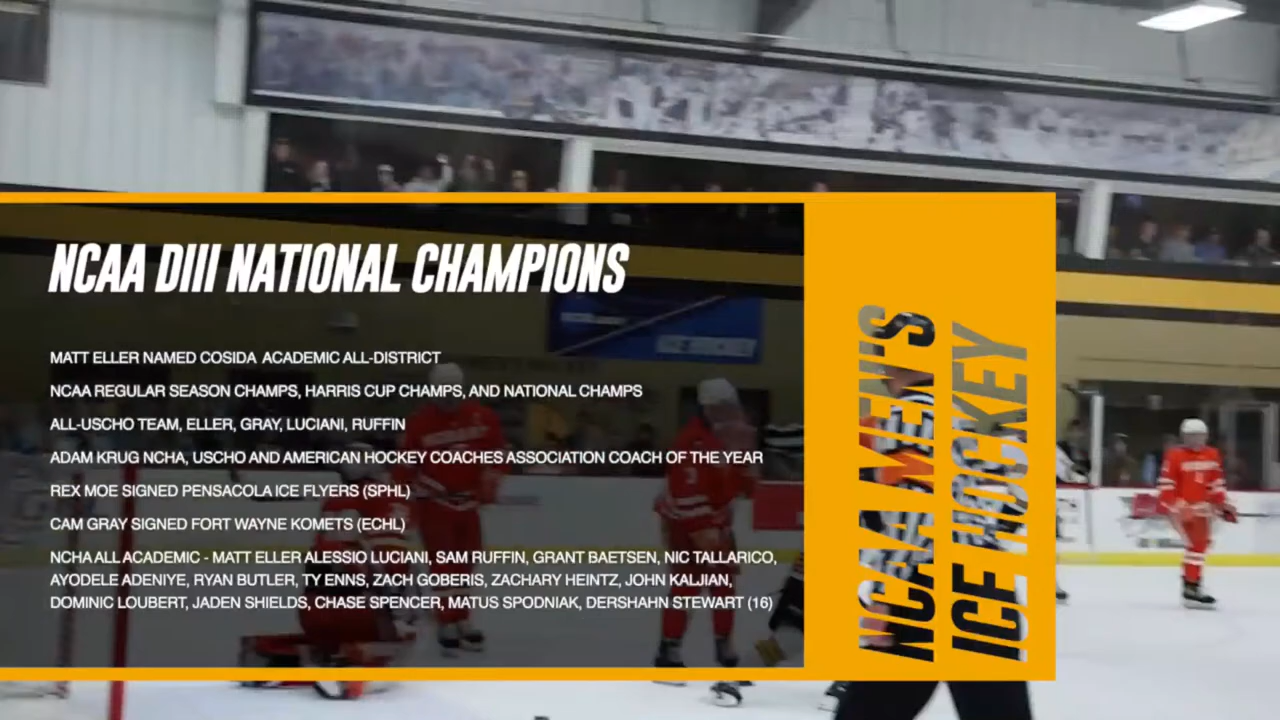 NCAA DIII NATIONAL CHAMPIONS
MATT ELLER NAMED COSIDA ACADEMIC ALL-DISTRICT
NCAA REGULAR SEASON CHAMPS, HARRIS CUP CHAMPS, AND NATIONAL CHAMPS
ALL-USCHO TEAM, ELLER, GRAY, LUCIANI, RUFFIN
ADAM KRUG NCHA, USCHO AND AMERICAN HOCKEY COACHES ASSOCIATION COACH OF THE YEAR
REX MOE SIGNED PENSACOLA ICE FLYERS (SPHL)
CAM GRAY SIGNED FORT WAYNE KOMETS (ECHL)
NCHA ALL ACADEMIC - MATT ELLER ALESSIO LUCIANI, SAM RUFFIN, GRANT BAETSEN, NIC TALLARICO,
AYODELE ADENIYE, RYAN BUTLER, TY ENNS, ZACH GOBERIS, ZACHARY HEINTZ, JOHN KALJIAN,
DOMINIC LOUBERT, JADEN SHIELDS, CHASE SPENCER, MATUS SPODNIAK, DERSHAHN STEWART (16)
NCAA MEN'S
ICE HOCKEY